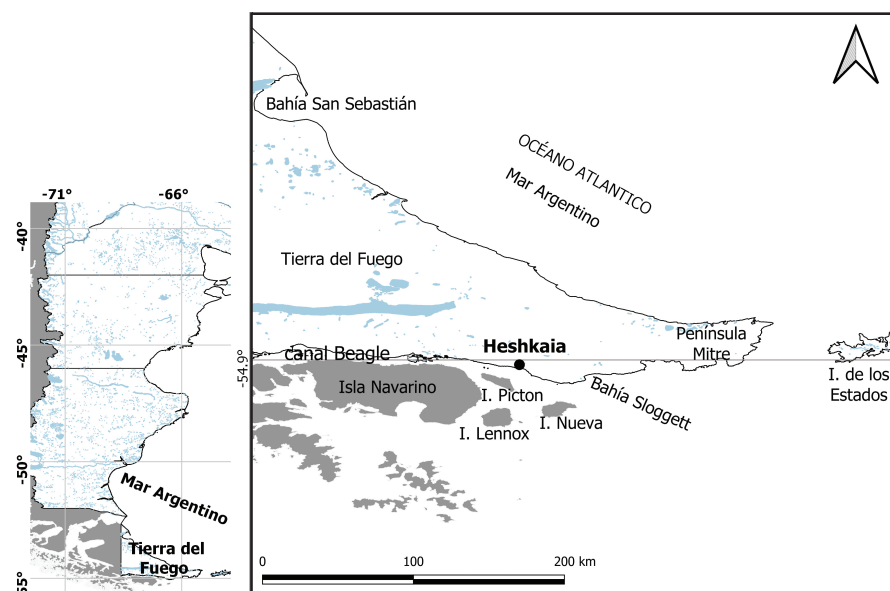 -71°
-66°
-40°
-45°
-50°
55°
Mar Argentino
Tierra del
Fuego
Bahía San Sebastián
OCÉANO ATLANTICO
Mar Argentino
Tierra del Fuego
Península
Mitre
Heshkaia
canal Beagle
-54.9°
Isla Navarino
I. Picton
Bahía Sloggett
I. de los
Estados
I. Nueva
I. Lennox
0
100
200 km